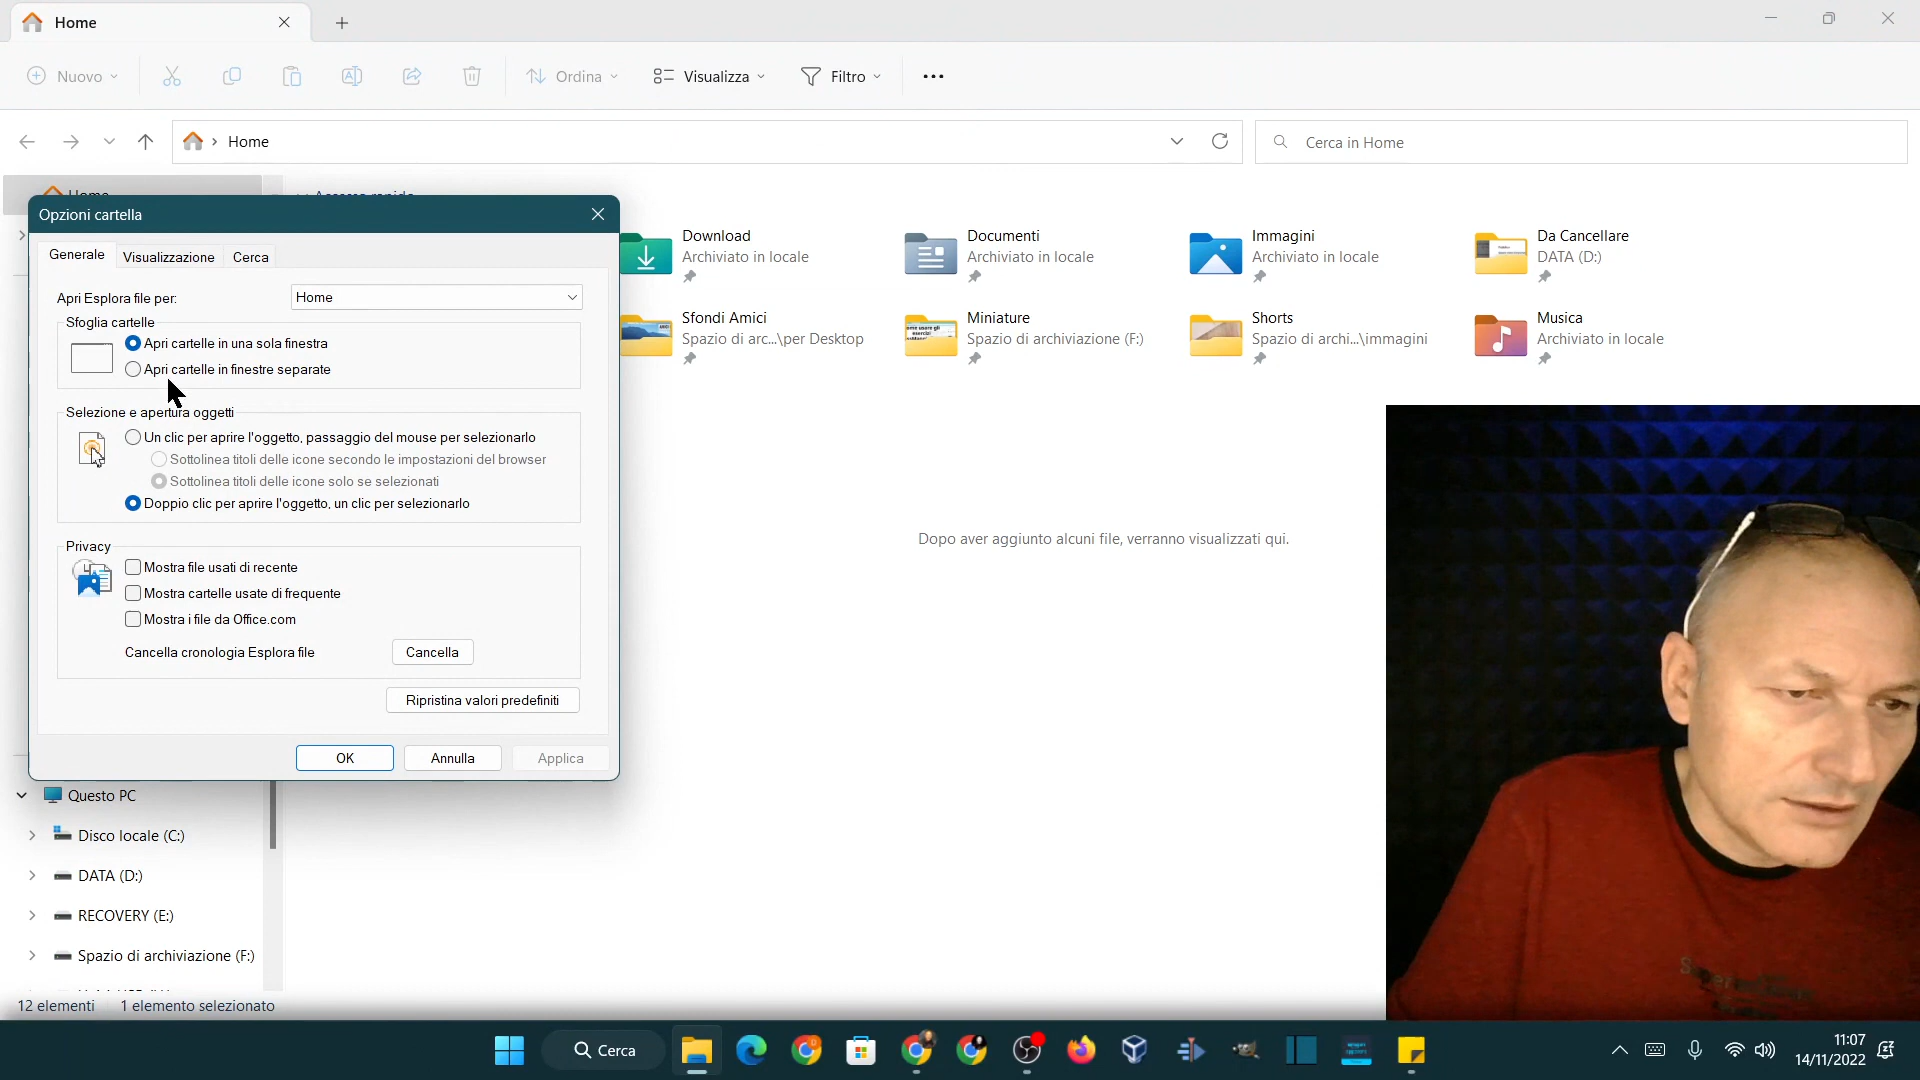 Home
Nuovo
Ordina
Visualizza
Filtro
Home
Cerca in Home
Opzioni cartella
Generale
Visualizzazione
Cerca
Apri Esplora file per:
Home
Sfoglia cartelle
Apri cartelle in una sola finestra
Apri cartelle in finestre separate
Selezione e apertura oggetti
Un clic per aprire l'oggetto, passaggio del mouse per selezionarlo
Sottolinea titoli delle icone secondo le impostazioni del browser
Sottolinea titoli delle icone solo se selezionati
Doppio clic per aprire l'oggetto, un clic per selezionarlo
Privacy
Mostra file usati di recente
Mostra cartelle usate di frequente
Mostra i file da Office.com
Cancella cronologia Esplora file
Cancella
Ripristina valori predefiniti
OK
Annulla
Applica
Download
Archiviato in locale
Documenti
Archiviato in locale
Immagini
Archiviato in locale
Da Cancellare
DATA (D:)
Sfondi Amici
Spazio di arc...\per Desktop
Miniature
Spazio di archiviazione (F:)
Shorts
Spazio di archi...\immagini
Musica
Archiviato in locale
Dopo aver aggiunto alcuni file, verranno visualizzati qui.
Questo PC
Disco locale (C:)
DATA (D:)
RECOVERY (E:)
Spazio di archiviazione (F:)
12 elementi
1 elemento selezionato
Cerca
11:07
14/11/2022